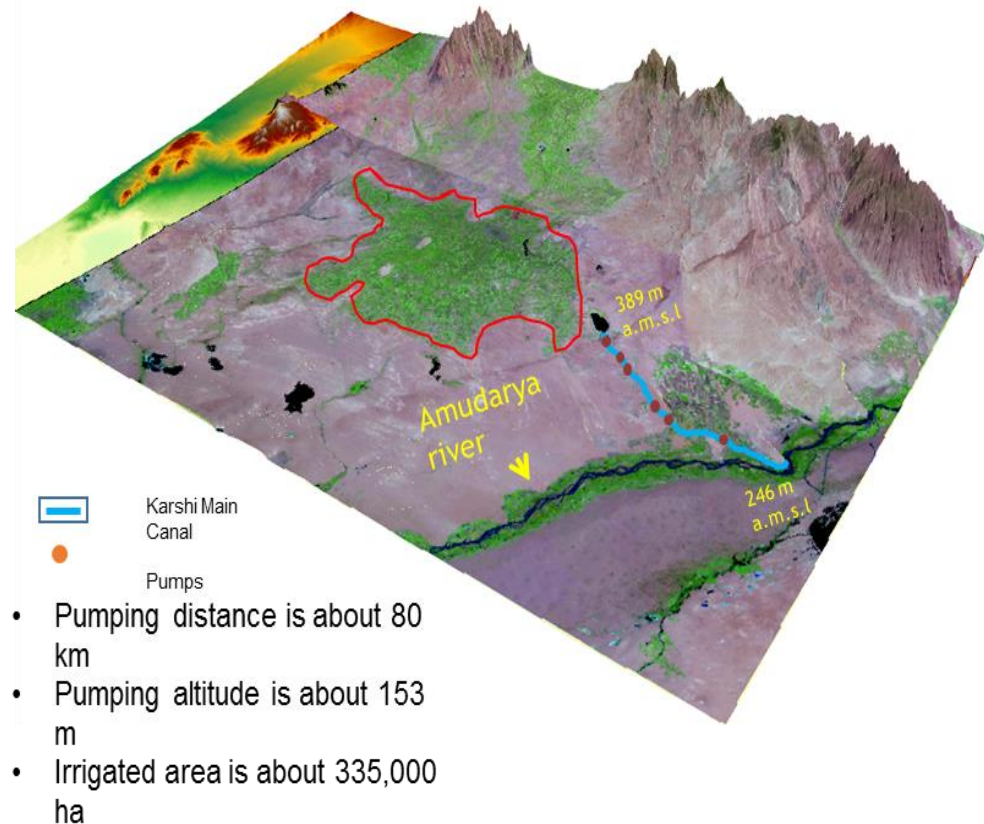 389 m
a.m.s.l
Amudarya
river
246 m
a.m.s.l
Karshi Main
Canal
Pumps
• Pumping distance is about 80
km
• Pumping altitude is about 153
m
• Irrigated area is about 335,000
ha